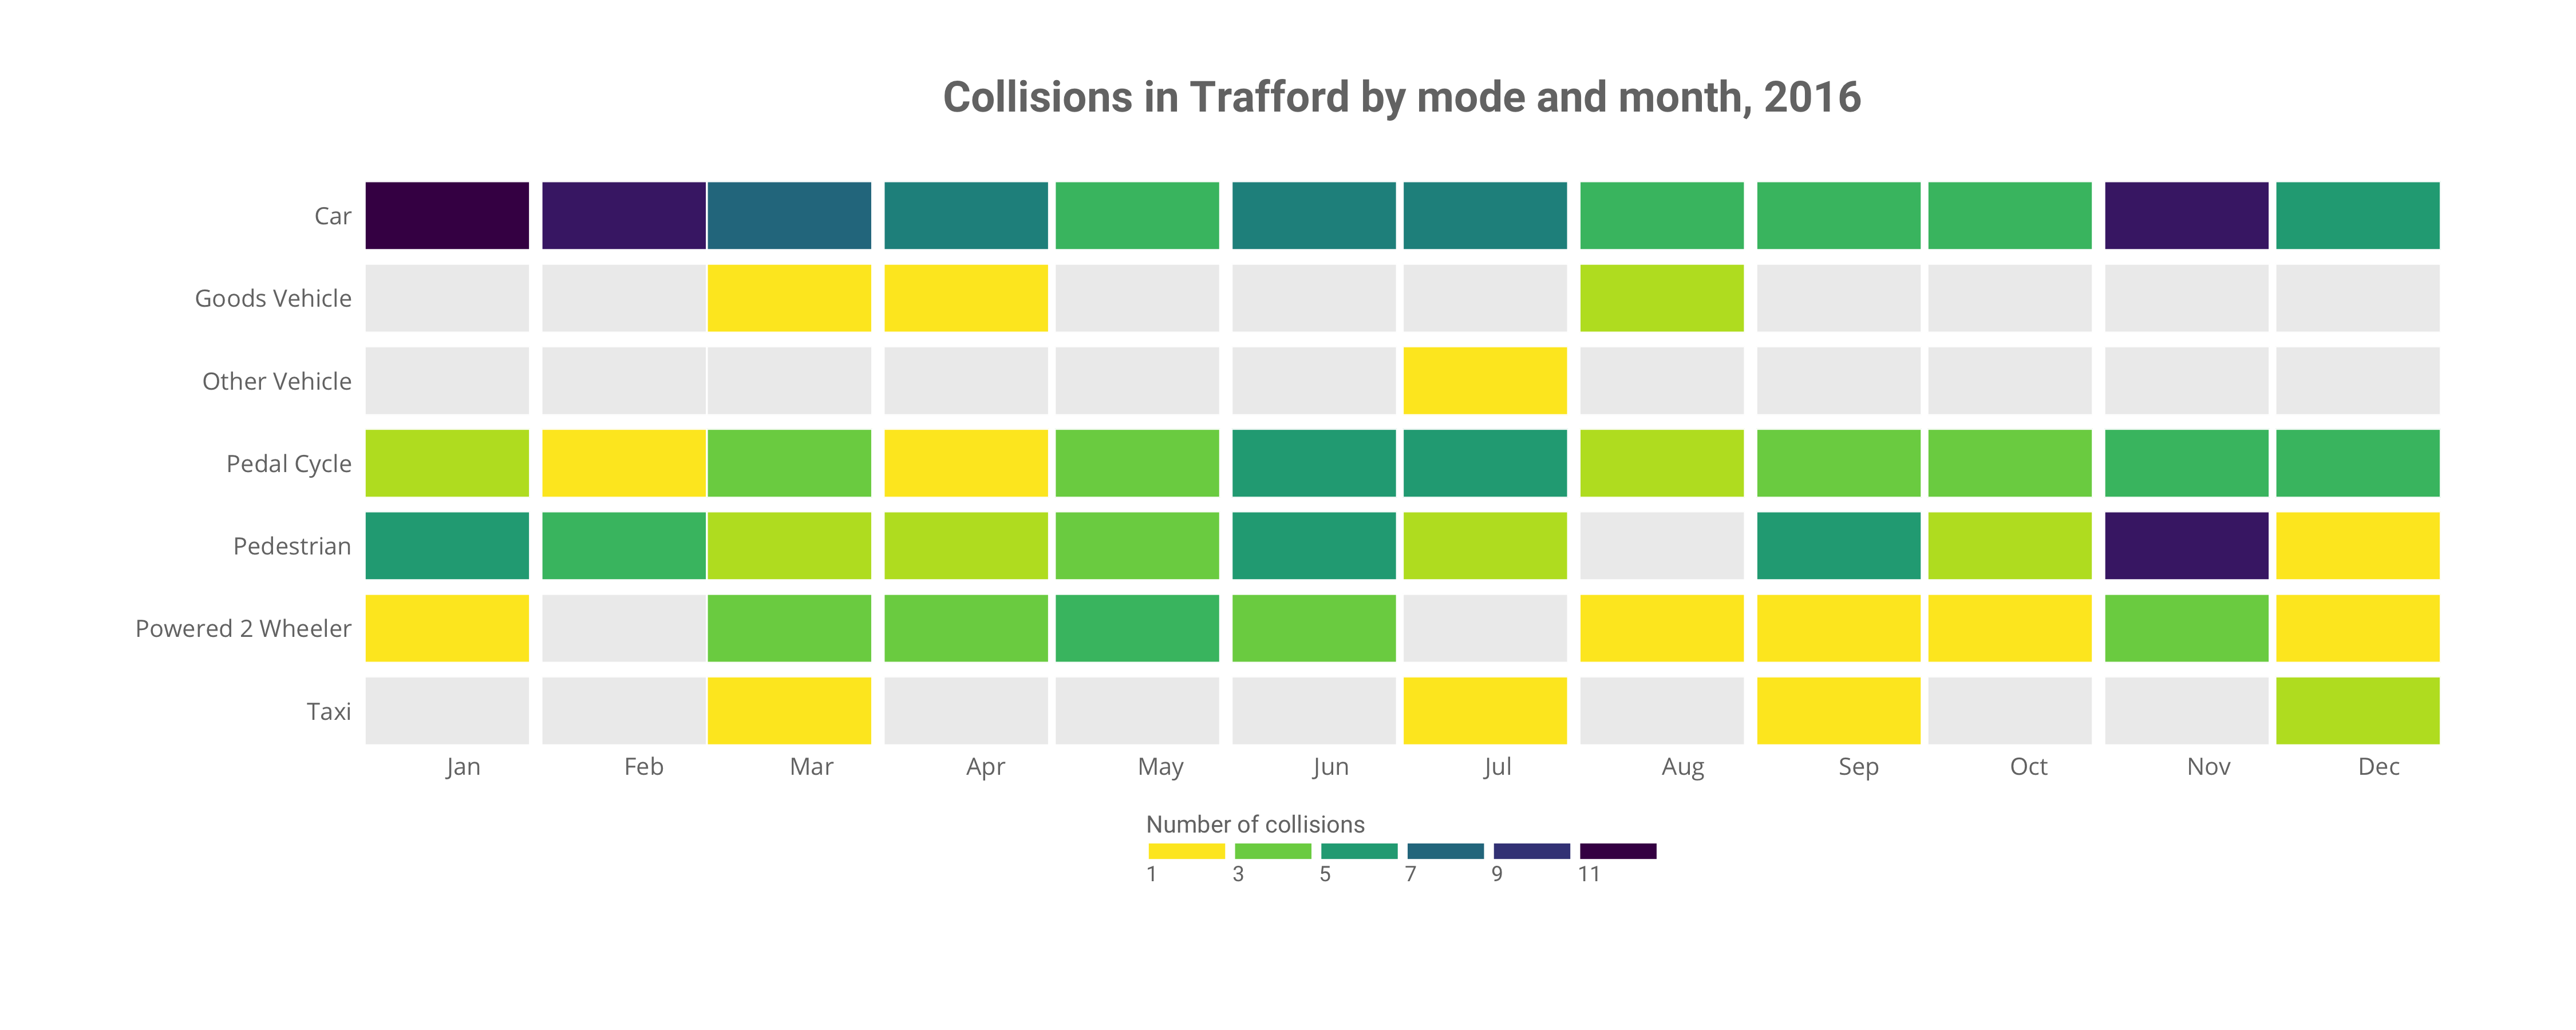 Collisions in Trafford by mode and month, 2016
Car
Goods Vehicle
Other Vehicle
Pedal Cycle
Pedestrian
Powered 2 Wheeler
Taxi
Jan Feb Mar Apr May Jun Jul Aug Sep Oct Nov Dec
Number of collisions
1 3 5 7 9 11